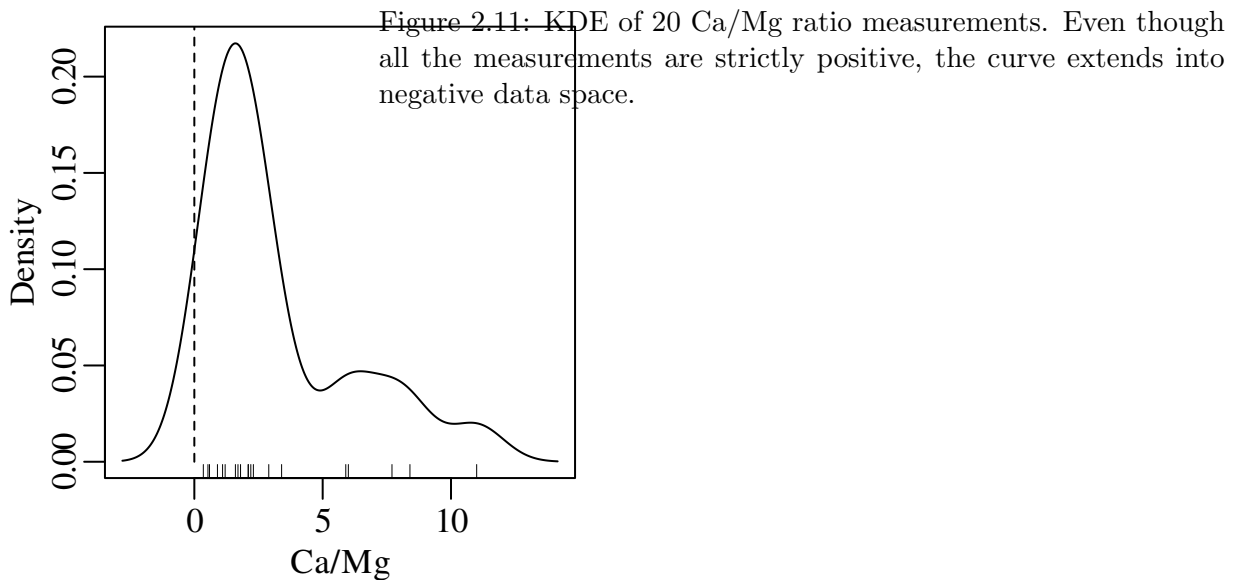 Figure 2.11: KDE of 20 Ca/Mg ratio measurements. Even though
all the measurements are strictly positive, the curve extends into
negative data space.
Density
0.20
0.15
0.10
0.05
0.00
0 5 10
Ca/Mg